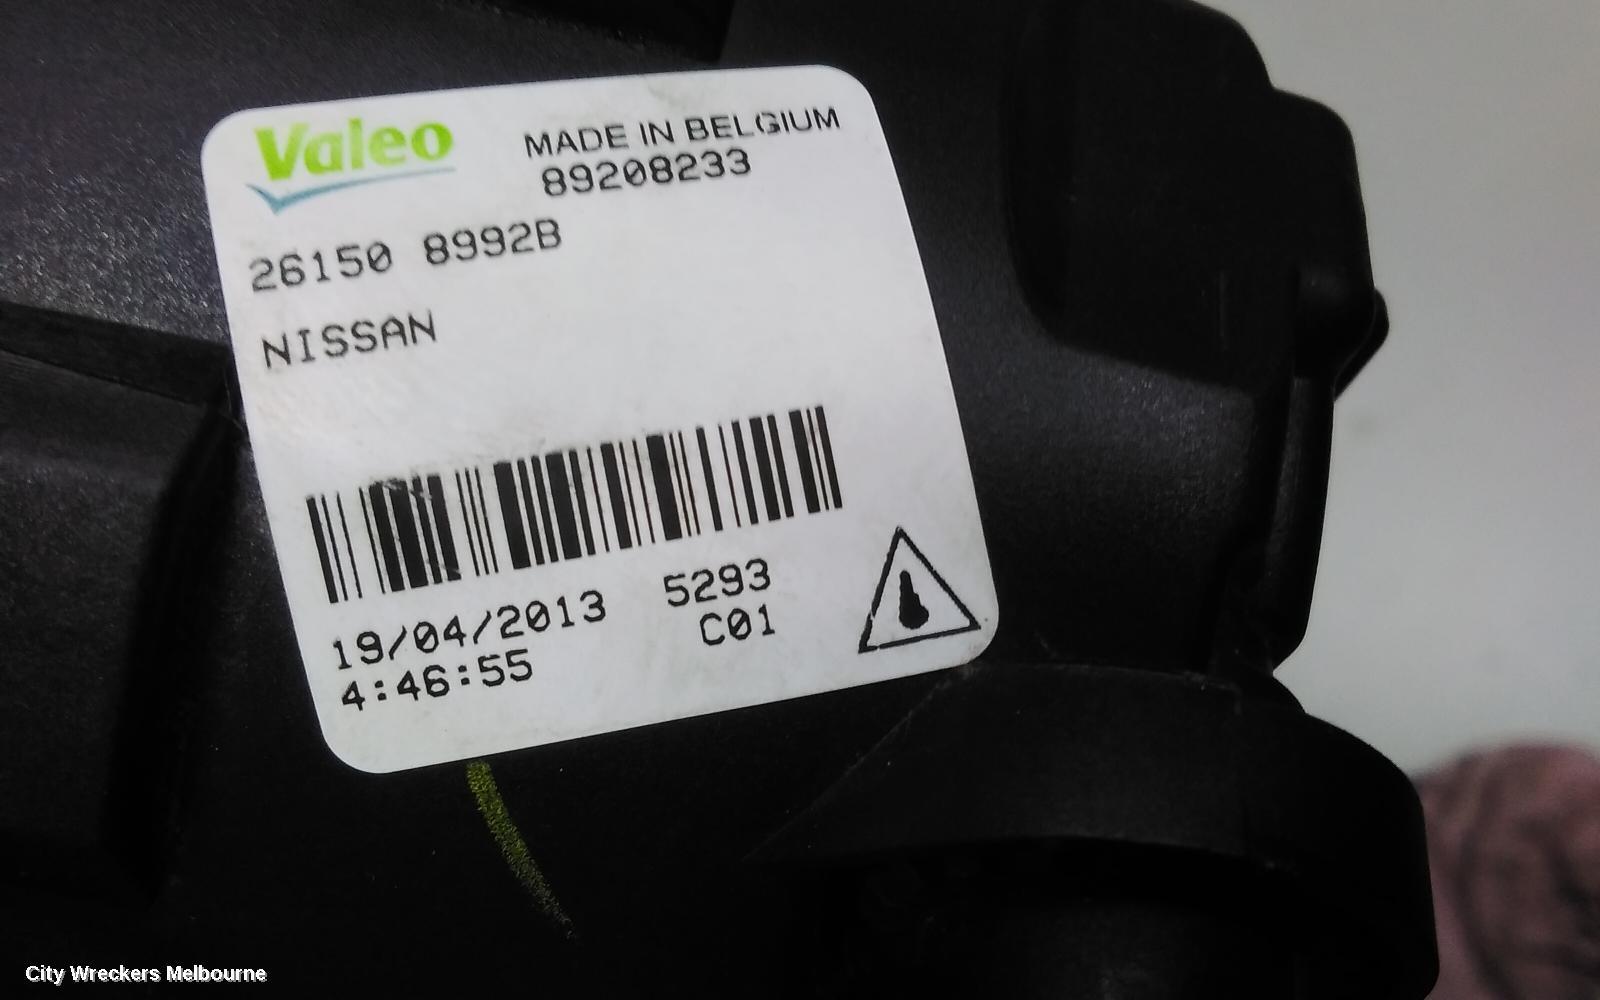 Valeo
MADE IN BELGIUM
89208233
26150 8992B
NISSAN
19/04/2013 5293
4:46:55 C01
City Wreckers Melbourne